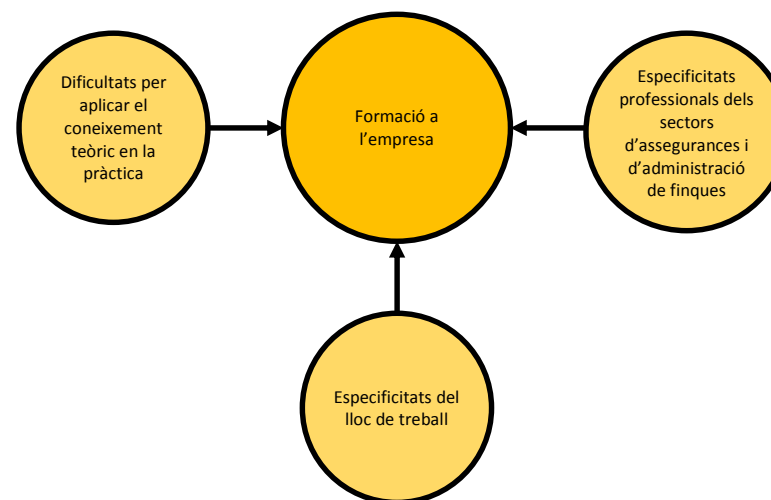 Dificultats per
aplicar el
coneixement
teòric en la
pràctica
Formació a
l’empresa
Especificitats
professionals dels
sectors
d’assegurances i
d’administració
de finques
Especificitats del
lloc de treball